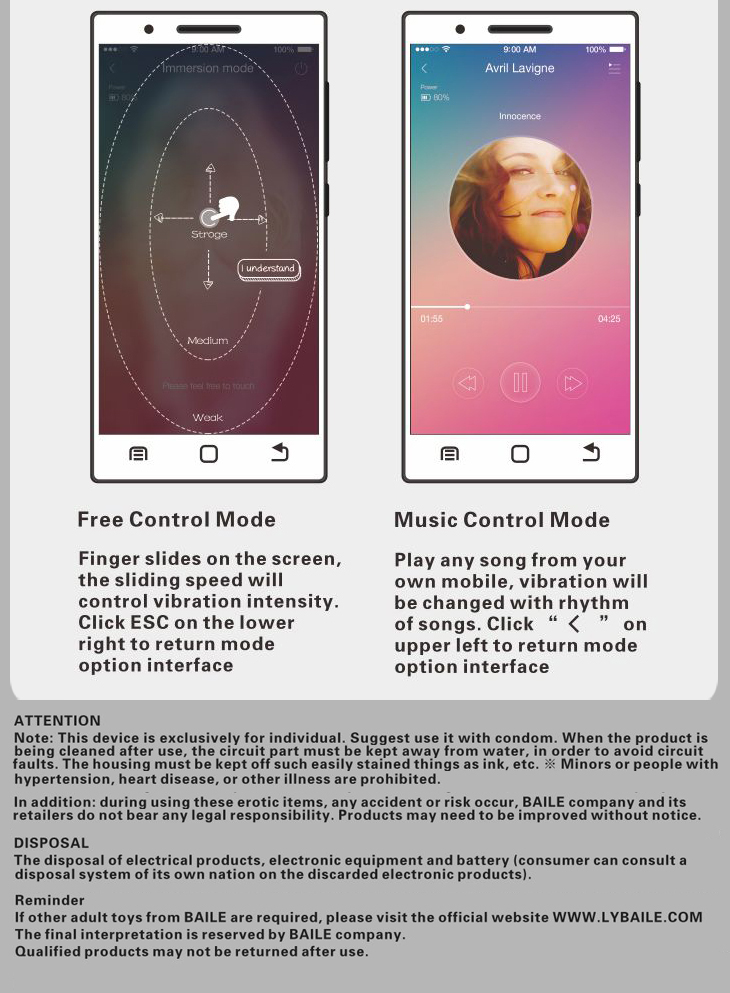 9:00 AM 100%
Immersion mode
Power
80%
Stroge
I understand
Medium
Please feel free to touch
Weak
9:00 AM 100%
Avril Lavigne
Power
80%
Innocence
01:55 04:25
Free Control Mode
Finger slides on the screen,
the sliding speed will
control vibration intensity.
Click ESC on the lower
right to return mode
option interface
Music Control Mode
Play any song from your
own mobile, vibration will
be changed with rhythm
of songs. Click “ < ” on
upper left to return mode
option interface
ATTENTION
Note: This device is exclusively for individual. Suggest use it with condom. When the product is
being cleaned after use, the circuit part must be kept away from water, in order to avoid circuit
faults. The housing must be kept off such easily stained things as ink, etc. ※ Minors or people with
hypertension, heart disease, or other illness are prohibited.
In addition: during using these erotic items, any accident or risk occur, BAILE company and its
retailers do not bear any legal responsibility. Products may need to be improved without notice.
DISPOSAL
The disposal of electrical products, electronic equipment and battery (consumer can consult a
disposal system of its own nation on the discarded electronic products).
Reminder
If other adult toys from BAILE are required, please visit the official website WWW.LYBAILE.COM
The final interpretation is reserved by BAILE company.
Qualified products may not be returned after use.